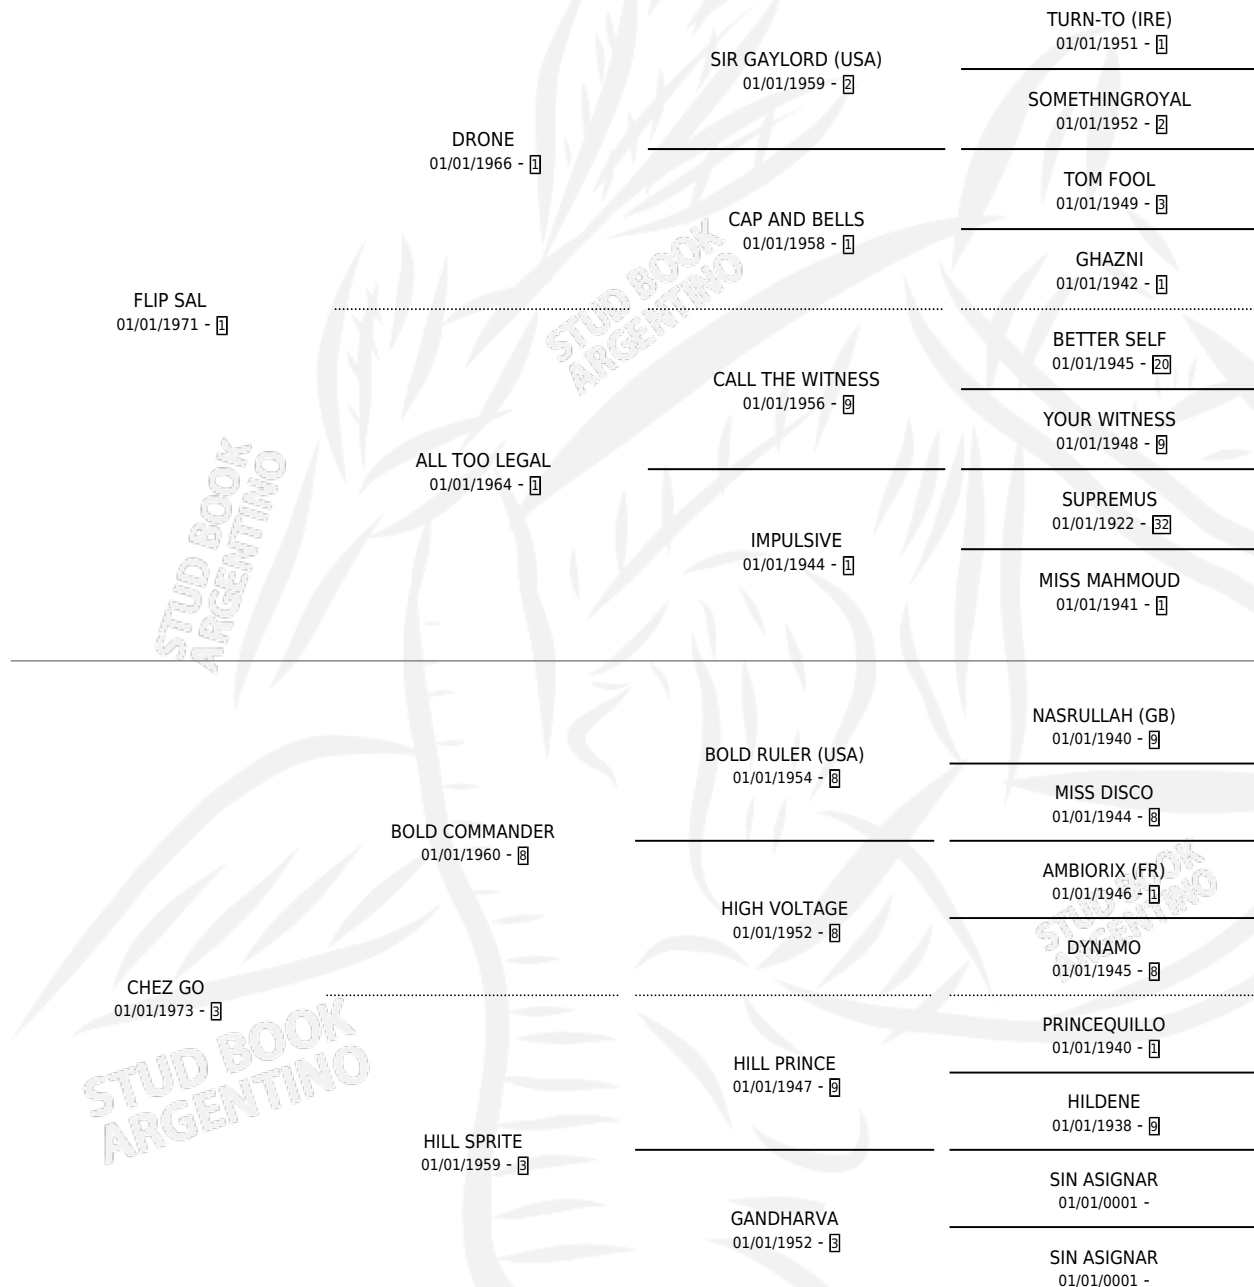 FLIP SAL
01/01/1971 - 1
DRONE
01/01/1966 - 1
ALL TOO LEGAL
01/01/1964 - 1
SIR GAYLORD (USA)
01/01/1959 - 2
CAP AND BELLS
01/01/1958 - 1
CALL THE WITNESS
01/01/1956 - 9
IMPULSIVE
01/01/1944 - 1
TURN-TO (IRE)
01/01/1951 - 1
SOMETHINGROYAL
01/01/1952 - 2
TOM FOOL
01/01/1949 - 3
GHAZNI
01/01/1942 - 1
BETTER SELF
01/01/1945 - 20
YOUR WITNESS
01/01/1948 - 9
SUPREMUS
01/01/1922 - 32
MISS MAHMOUD
01/01/1941 - 1
STUD BOOK
ARGENTINO
STUD BOOK
ARGENTINO
CHEZ GO
01/01/1973 - 3
BOLD COMMANDER
01/01/1960 - 8
HILL SPRITE
01/01/1959 - 3
BOLD RULER (USA)
01/01/1954 - 8
HIGH VOLTAGE
01/01/1952 - 8
HILL PRINCE
01/01/1947 - 9
GANDHARVA
01/01/1952 - 3
NASRULLAH (GB)
01/01/1940 - 9
MISS DISCO
01/01/1944 - 8
AMBIORIX (FR)
01/01/1946 - 1
DYNAMO
01/01/1945 - 8
PRINCEQUILLO
01/01/1940 - 1
HILDENE
01/01/1938 - 9
SIN ASIGNAR
01/01/0001 -
SIN ASIGNAR
01/01/0001 -
STUD BOOK
ARGENTINO
STUD BOOK
ARGENTINO